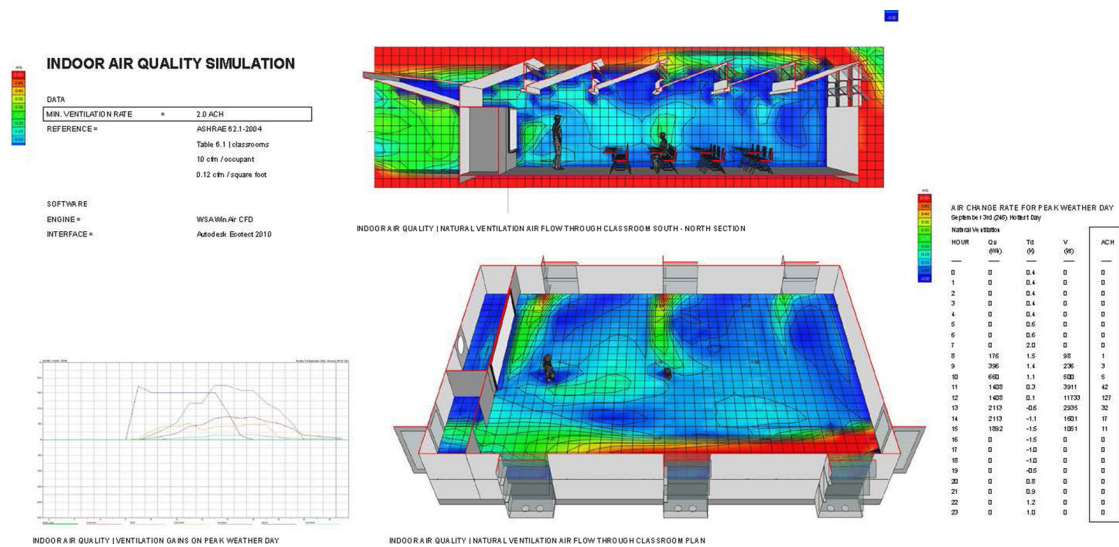 INDOOR AIR QUALITY SIMULATION
DATA
MIN. VENTILATION RATE = 2.0 ACH
REFERENCE = ASHRAE 62.1-2004
Table 6.1 | classrooms
10 cfm / occupant
0.12 cfm / square foot
SOFTWARE
ENGINE = WSA WinAir CFD
INTERFACE = Autodesk Ecotect 2010
INDOOR AIR QUALITY | NATURAL VENTILATION AIR FLOW THROUGH CLASSROOM SOUTH - NORTH SECTION
AIR CHANGE RATE FOR PEAK WEATHER DAY
September 3rd (246) Hottest Day
Natural Ventilation
HOUR Qu Td V ACH
0 0 0.4 0 0
1 0 0.4 0 0
2 0 0.4 0 0
3 0 0.4 0 0
4 0 0.4 0 0
5 0 0.6 0 0
6 0 0.6 0 0
7 0 2.0 0 0
8 176 1.5 98 1
9 396 1.4 236 3
10 660 1.1 500 5
11 1408 0.3 3911 42
12 1408 0.1 11733 127
13 2113 -0.6 2935 32
14 2113 -1.1 1601 17
15 1892 -1.5 1051 11
16 0 -1.5 0 0
17 0 -1.0 0 0
18 0 -1.0 0 0
19 0 -0.5 0 0
20 0 0.8 0 0
21 0 0.9 0 0
22 0 1.2 0 0
23 0 1.0 0 0
INDOOR AIR QUALITY | VENTILATION GAINS ON PEAK WEATHER DAY
INDOOR AIR QUALITY | NATURAL VENTILATION AIR FLOW THROUGH CLASSROOM PLAN